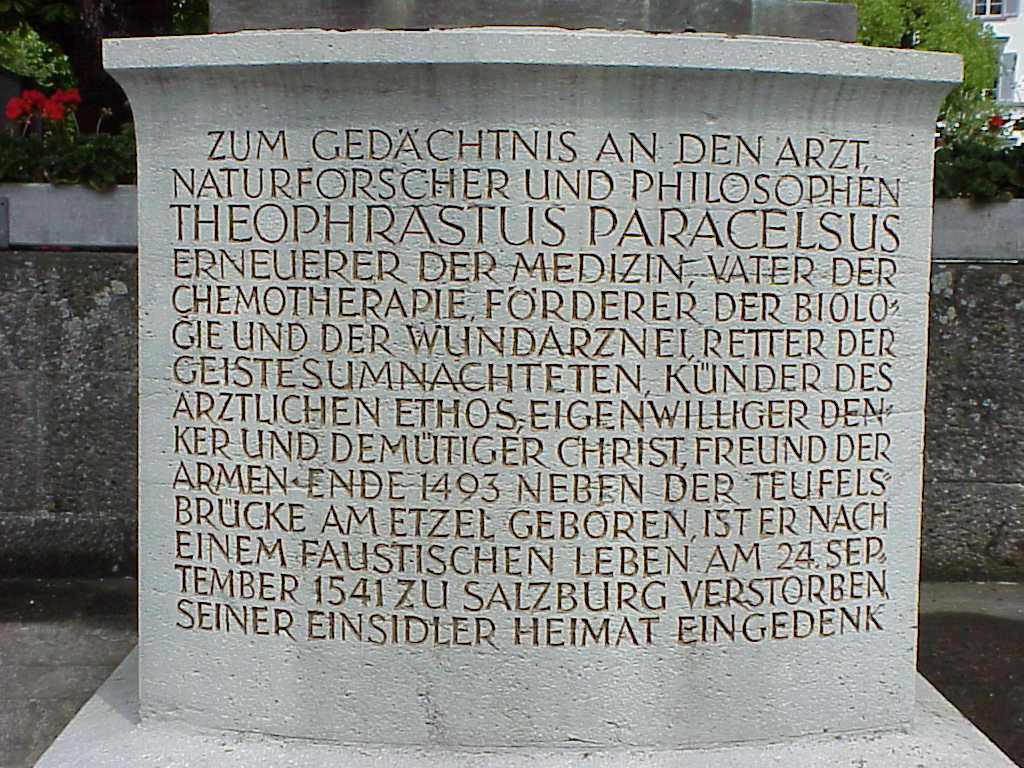 ZUM GEDÄCHTNIS AN DEN ARZT,
NATURFORSCHER UND PHILOSOPHEN
THEOPHRASTUS PARACELSUS
ERNEUERER DER MEDIZIN, VATER DER
CHEMOTHERAPIE, FÖRDERER DER BIOLO-
GIE UND DER WUNDARZNEI, RETTER DER
GEISTESUMNACHTETEN, KÜNDER DES
ARZTLICHEN ETHOS, EIGENWILLIGER DEN-
KER UND DEMÜTIGER CHRIST, FREUND DER
ARMEN · ENDE 1493 NEBEN DER TEUFELS-
BRÜCKE AM ETZEL GEBOREN, IST ER NACH
EINEM FAUSTISCHEN LEBEN AM 24. SEP-
TEMBER 1541 ZU SALZBURG VERSTORBEN,
SEINER EINSIDLER HEIMAT EINGEDENK